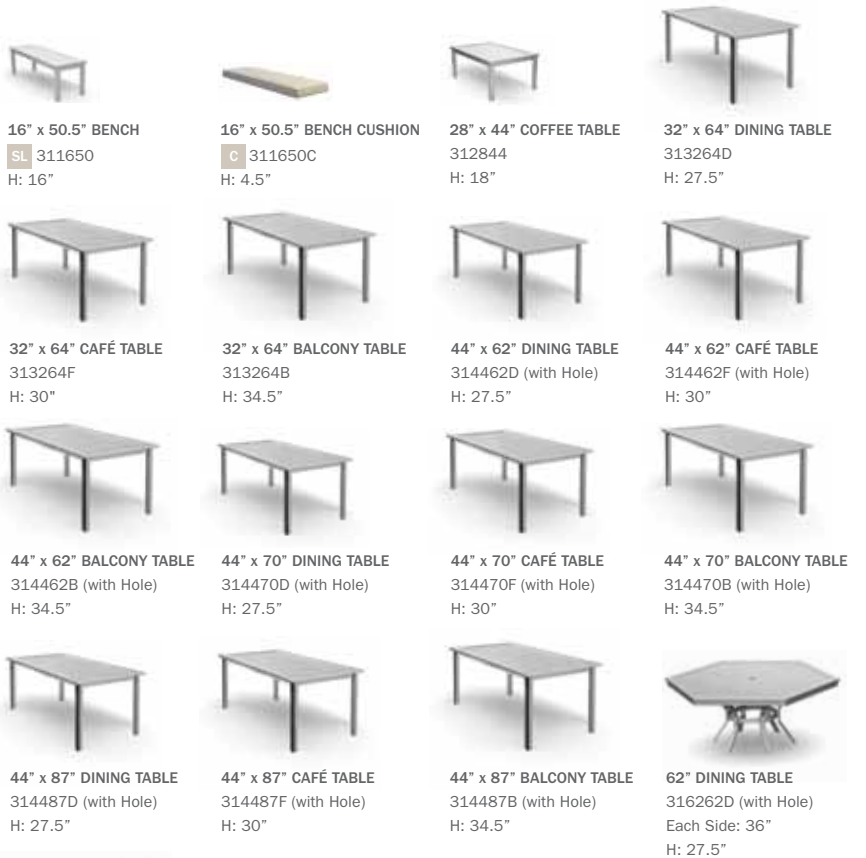 16” x 50.5” BENCH
SL 311650
H: 16”
16” x 50.5” BENCH CUSHION
C 311650C
H: 4.5”
28” x 44” COFFEE TABLE
312844
H: 18”
32” x 64” DINING TABLE
313264D
H: 27.5”
32” x 64” CAFÉ TABLE
313264F
H: 30"
32” x 64” BALCONY TABLE
313264B
H: 34.5”
44” x 62” DINING TABLE
314462D (with Hole)
H: 27.5”
44” x 62” CAFÉ TABLE
314462F (with Hole)
H: 30”
44” x 62” BALCONY TABLE
314462B (with Hole)
H: 34.5”
44” x 70” DINING TABLE
314470D (with Hole)
H: 27.5”
44” x 70” CAFÉ TABLE
314470F (with Hole)
H: 30”
44” x 70” BALCONY TABLE
314470B (with Hole)
H: 34.5”
44” x 87” DINING TABLE
314487D (with Hole)
H: 27.5”
44” x 87” CAFÉ TABLE
314487F (with Hole)
H: 30”
44” x 87” BALCONY TABLE
314487B (with Hole)
H: 34.5”
62” DINING TABLE
316262D (with Hole)
Each Side: 36”
H: 27.5”